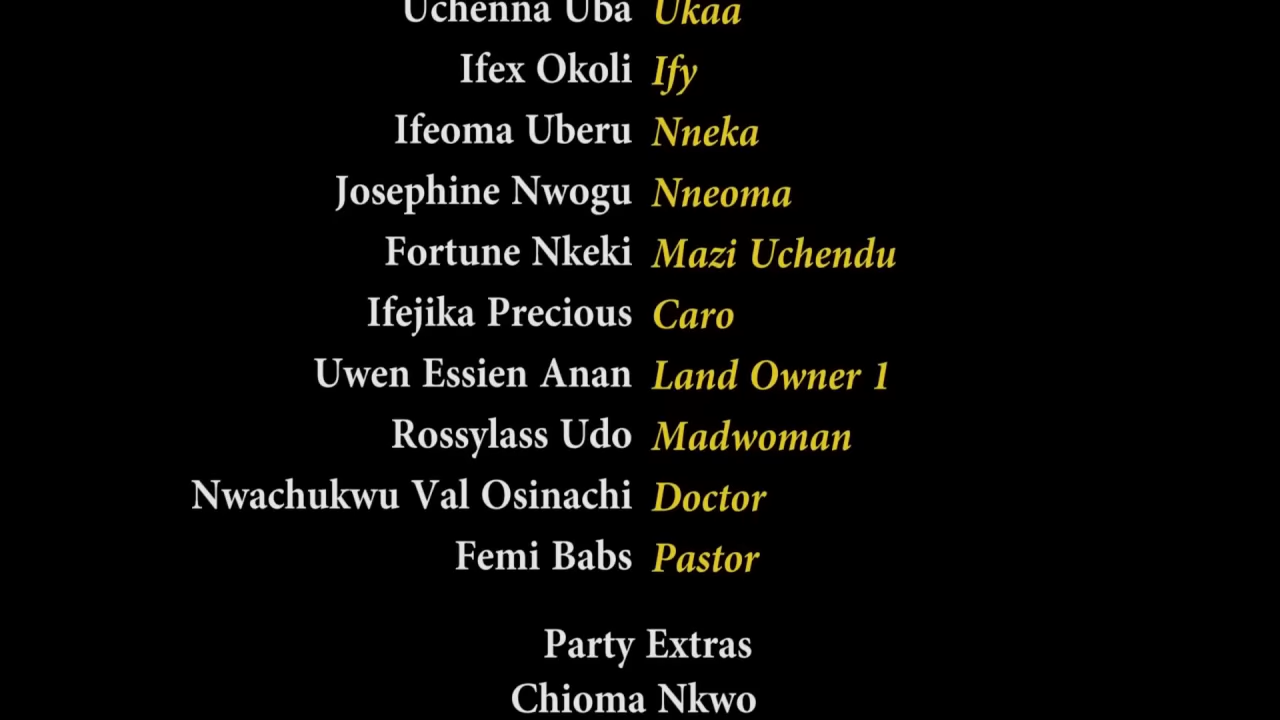 Uchenna Uba Ukaa
Ifex Okoli Ify
Ifeoma Uberu Nneka
Josephine Nwogu Nneoma
Fortune Nkeki Mazi Uchendu
Ifejika Precious Caro
Uwen Essien Anan Land Owner 1
Rossylass Udo Madwoman
Nwachukwu Val Osinachi Doctor
Femi Babs Pastor
Party Extras
Chioma Nkwo